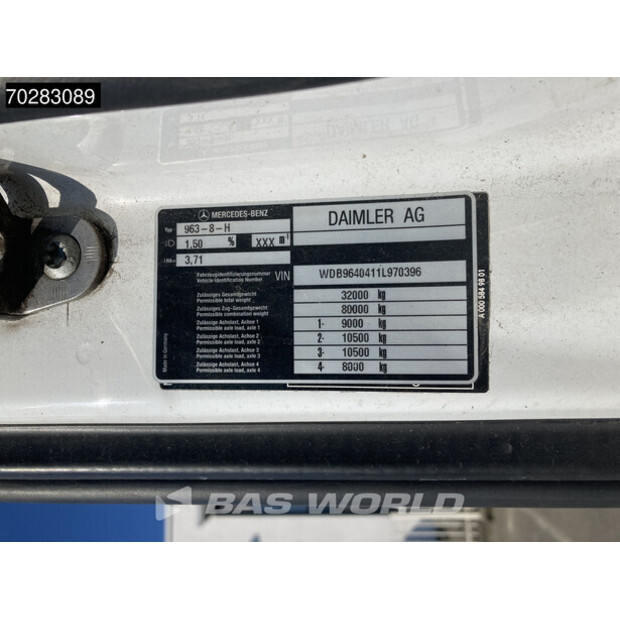 70283089
MERCEDES-BENZ
DAIMLER AG
Typ 963-8-H
1,50 % XXX m⁻¹
3,71
Fahrzeugidentifizierungsnummer
Vehicle Identification Number
VIN WDB9640411L970396
Zulässiges Gesamtgewicht
Permissible total weight : 32000 kg
Zulässiges Zug-Gesamtgewicht
Permissible combination weight : 80000 kg
Zulässige Achslast, Achse 1
Permissible axle load, axle 1 1- 9000 kg
Zulässige Achslast, Achse 2
Permissible axle load, axle 2 2- 10500 kg
Zulässige Achslast, Achse 3
Permissible axle load, axle 3 3- 10500 kg
Zulässige Achslast, Achse 4
Permissible axle load, axle 4 4- 8000 kg
Made in Germany
A 000 584 98 01
BAS WORLD